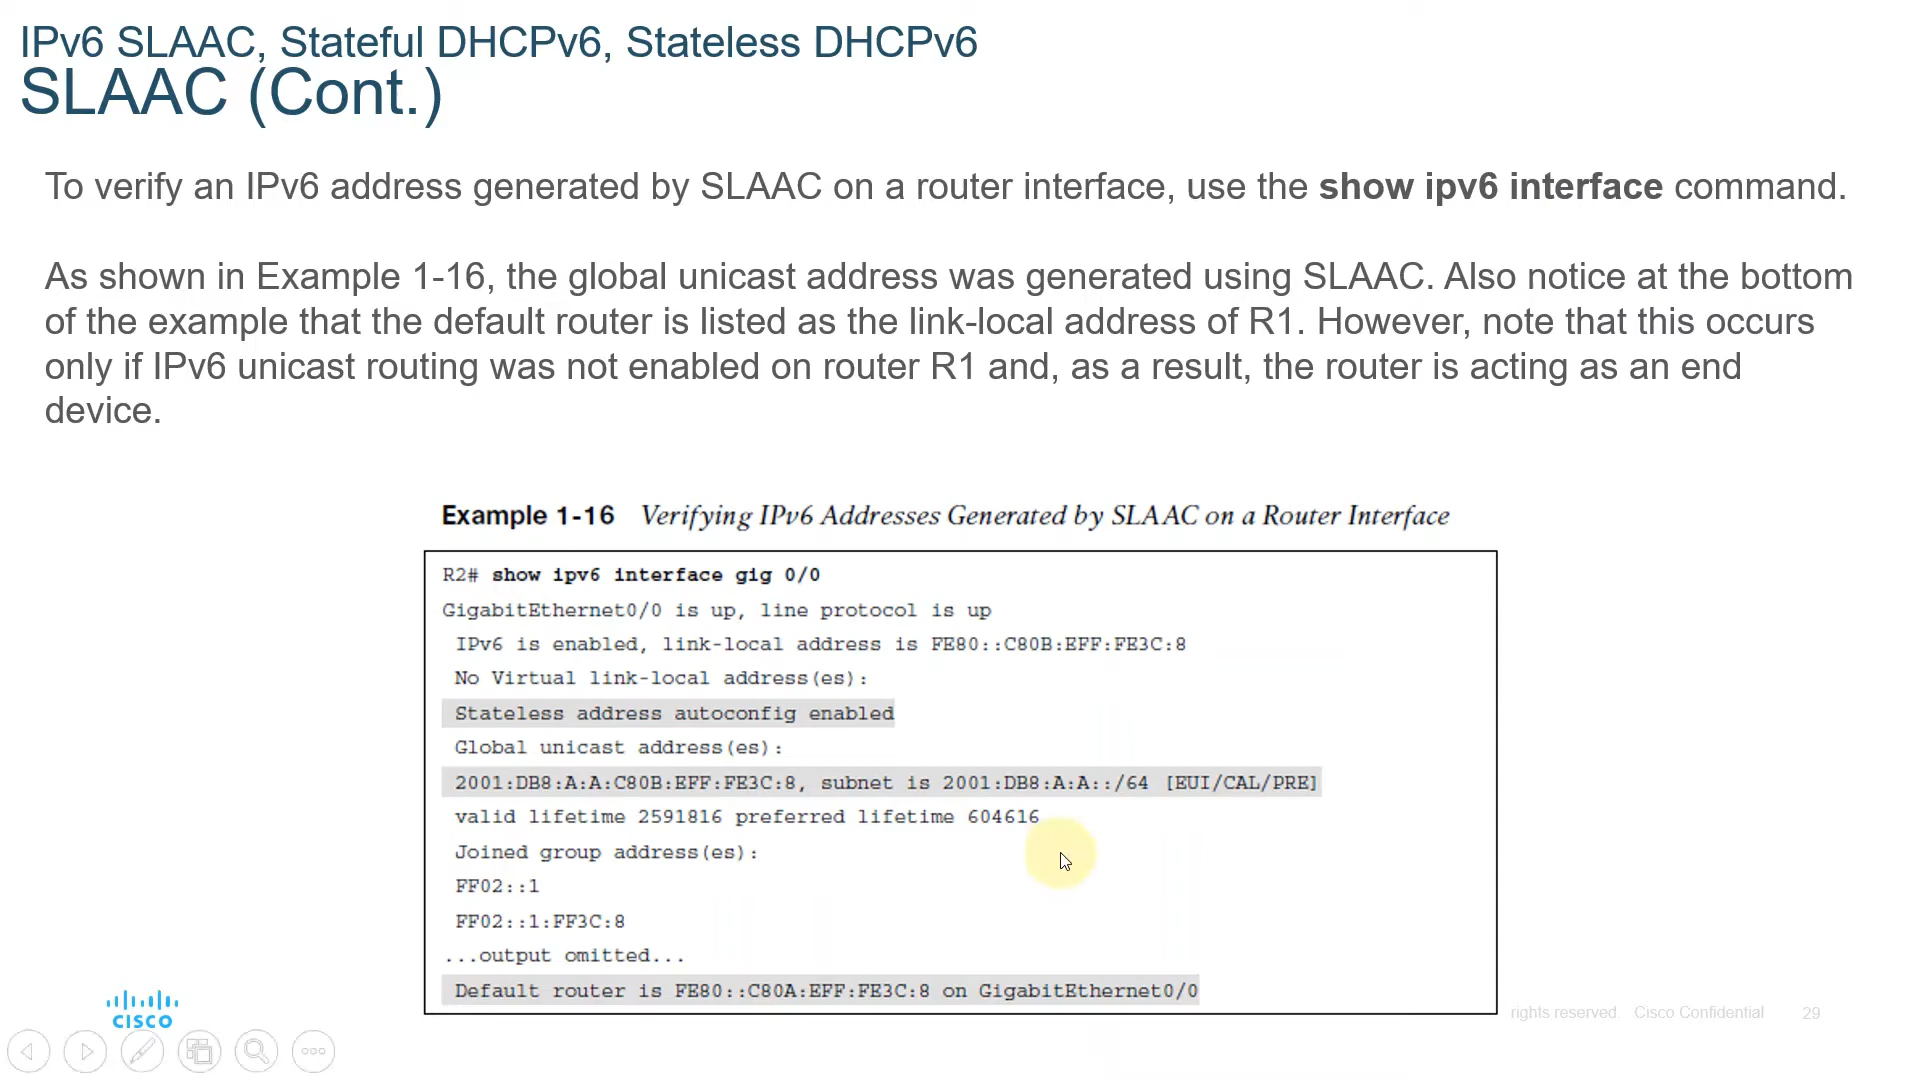 IPv6 SLAAC, Stateful DHCPv6, Stateless DHCPv6
SLAAC (Cont.)
To verify an IPv6 address generated by SLAAC on a router interface, use the show ipv6 interface command.
As shown in Example 1-16, the global unicast address was generated using SLAAC. Also notice at the bottom
of the example that the default router is listed as the link-local address of R1. However, note that this occurs
only if IPv6 unicast routing was not enabled on router R1 and, as a result, the router is acting as an end
device.
Example 1-16 Verifying IPv6 Addresses Generated by SLAAC on a Router Interface
R2# show ipv6 interface gig 0/0
GigabitEthernet0/0 is up, line protocol is up
IPv6 is enabled, link-local address is FE80::C80B:EFF:FE3C:8
No Virtual link-local address(es):
Stateless address autoconfig enabled
Global unicast address(es):
2001:DB8:A:A:C80B:EFF:FE3C:8, subnet is 2001:DB8:A:A::/64 [EUI/CAL/PRE]
valid lifetime 2591816 preferred lifetime 604616
Joined group address(es):
FF02::1
FF02::1:FF3C:8
...output omitted...
Default router is FE80::C80A:EFF:FE3C:8 on GigabitEthernet0/0
CISCO
rights reserved. Cisco Confidential 29